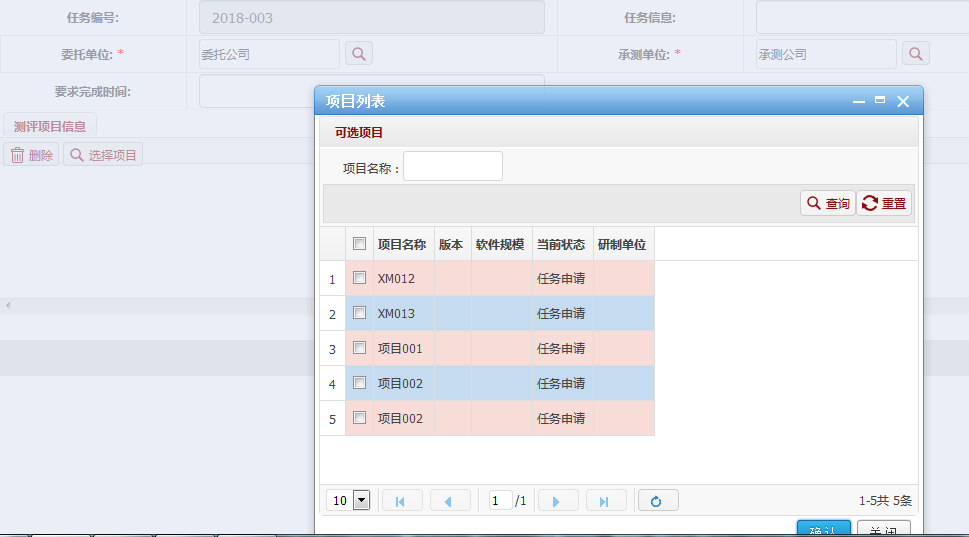 任务编号: 2018-003 任务信息:
委托单位: * 委托公司 承测单位: * 承测公司
要求完成时间:
测评项目信息
删除 选择项目
项目列表
可选项目
项目名称：
查询 重置
项目名称 版本 软件规模 当前状态 研制单位
1 XM012 任务申请
2 XM013 任务申请
3 项目001 任务申请
4 项目002 任务申请
5 项目002 任务申请
10 1 /1 1-5共 5条
确认 关闭